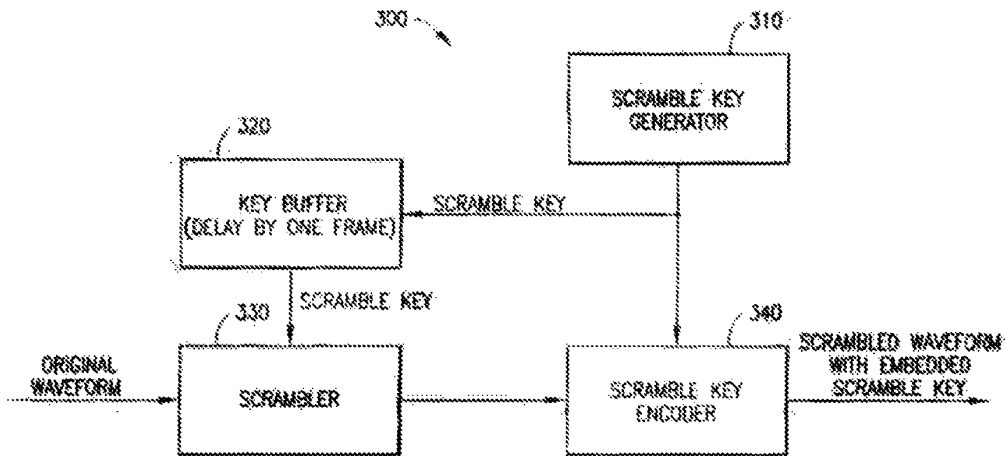 300
310
SCRAMBLE KEY
GENERATOR
320
KEY BUFFER
(DELAY BY ONE FRAME)
SCRAMBLE KEY
SCRAMBLE KEY
330
340
ORIGINAL
WAVEFORM
SCRAMBLER
SCRAMBLE KEY
ENCODER
SCRAMBLED WAVEFORM
WITH EMBEDDED
SCRAMBLE KEY